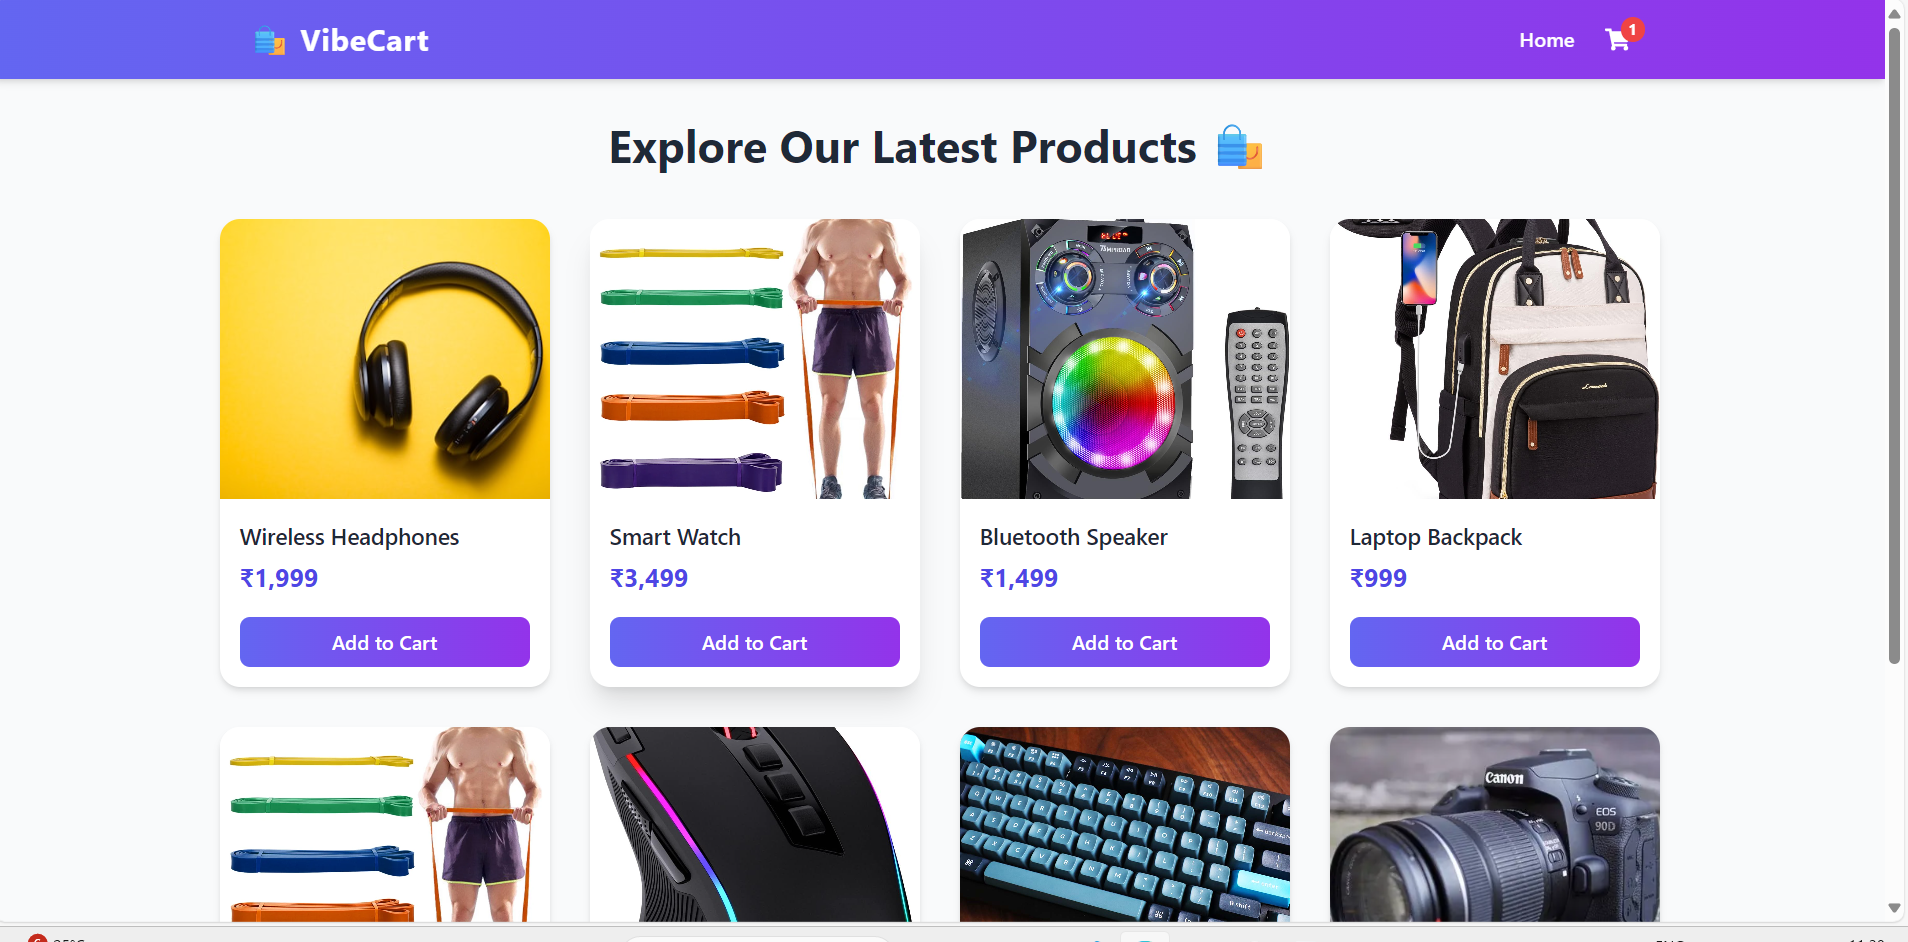 VibeCart
Home
1
Explore Our Latest Products
Wireless Headphones
₹1,999
Add to Cart
Smart Watch
₹3,499
Add to Cart
Bluetooth Speaker
₹1,499
Add to Cart
Laptop Backpack
₹999
Add to Cart
Canon
EOS
90D